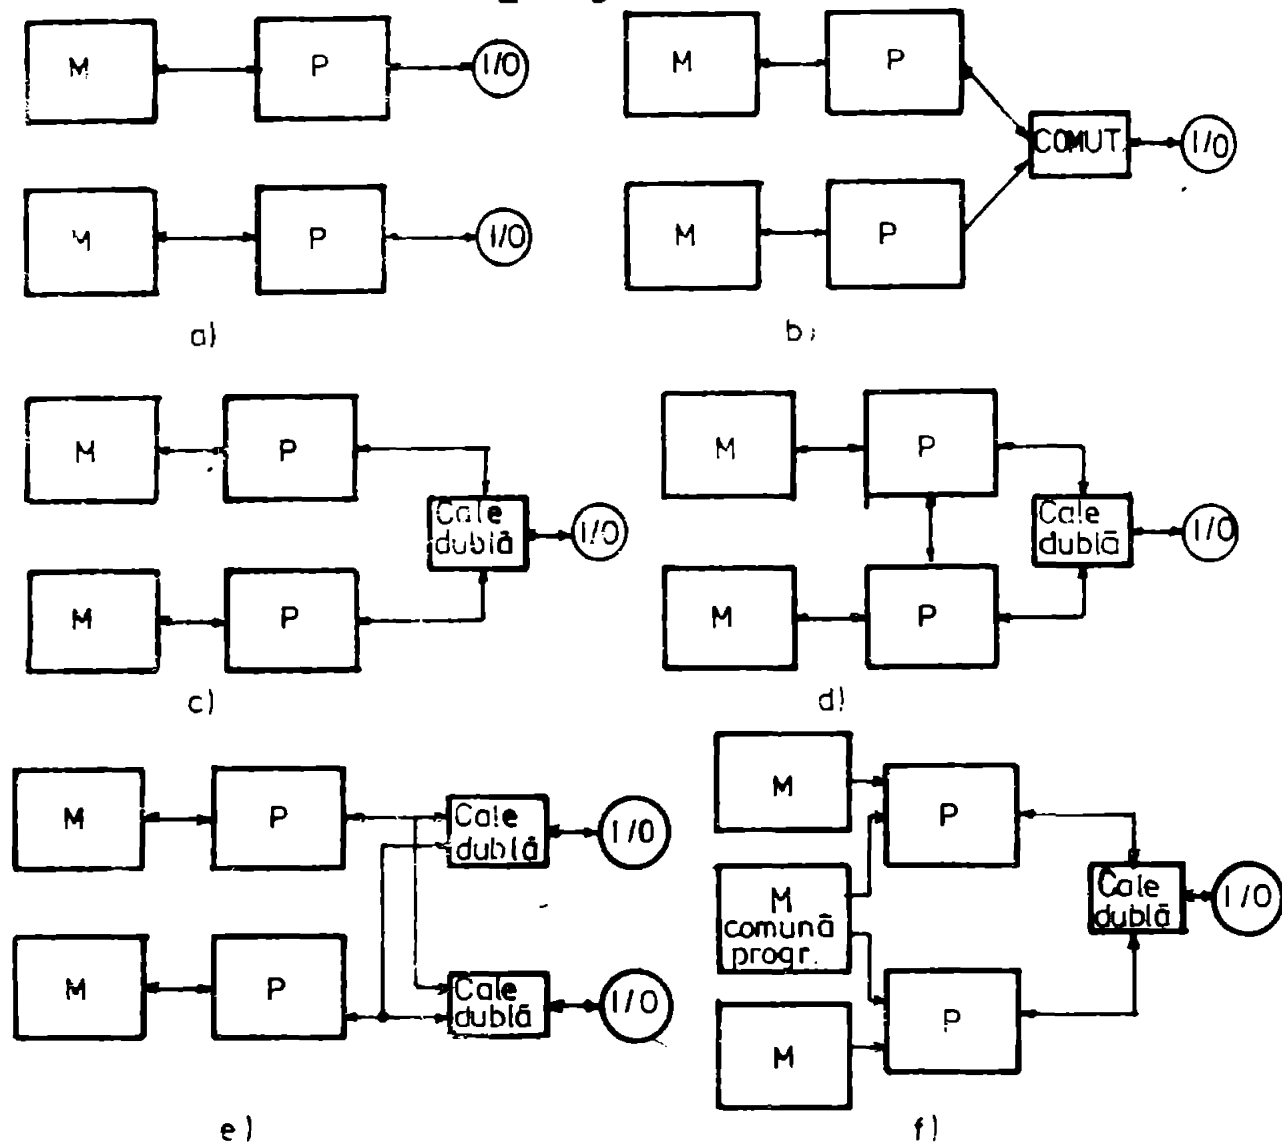 M P I/O
M P I/O
a)
M P
COMUT. I/O
M P
b)
M P
Cale
dublă
I/O
M P
c)
M P
Cale
dublă
I/O
M P
d)
M P
Cale
dublă
I/O
M P
Cale
dublă
I/O
e)
M
P
M
comună
progr.
Cale
dublă
I/O
P
M
f)